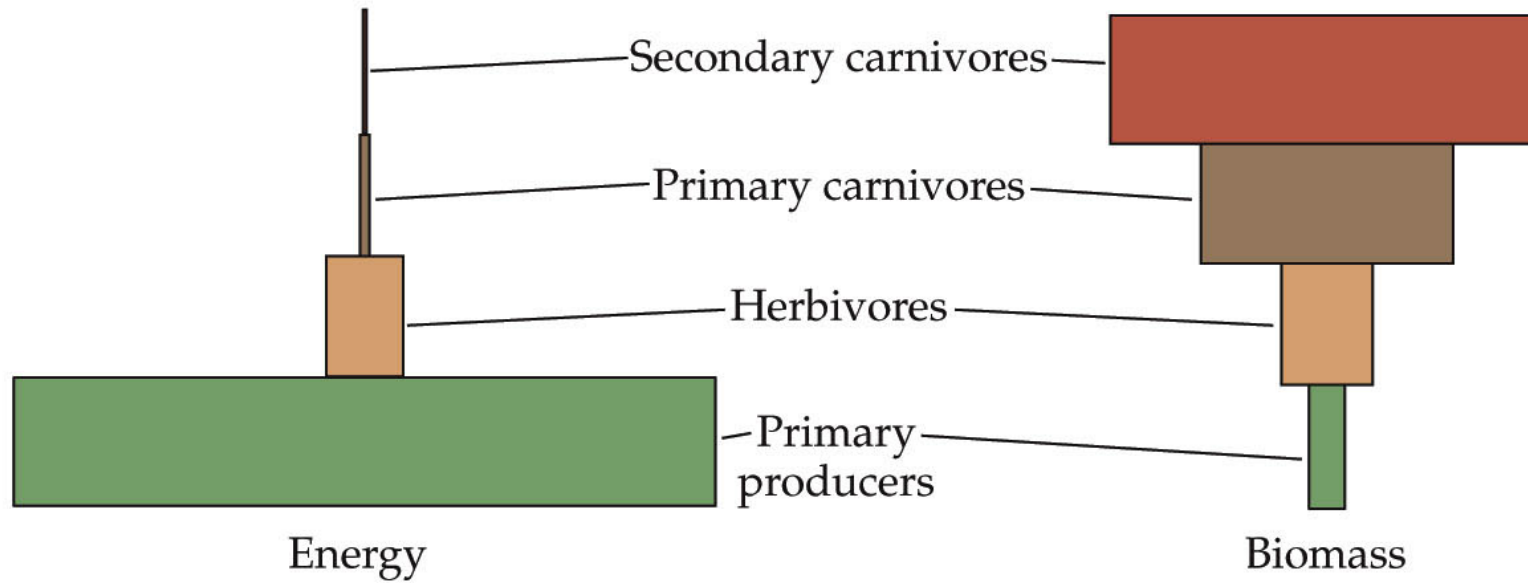 Secondary carnivores
Primary carnivores
Herbivores
Primary
producers
Energy
Biomass